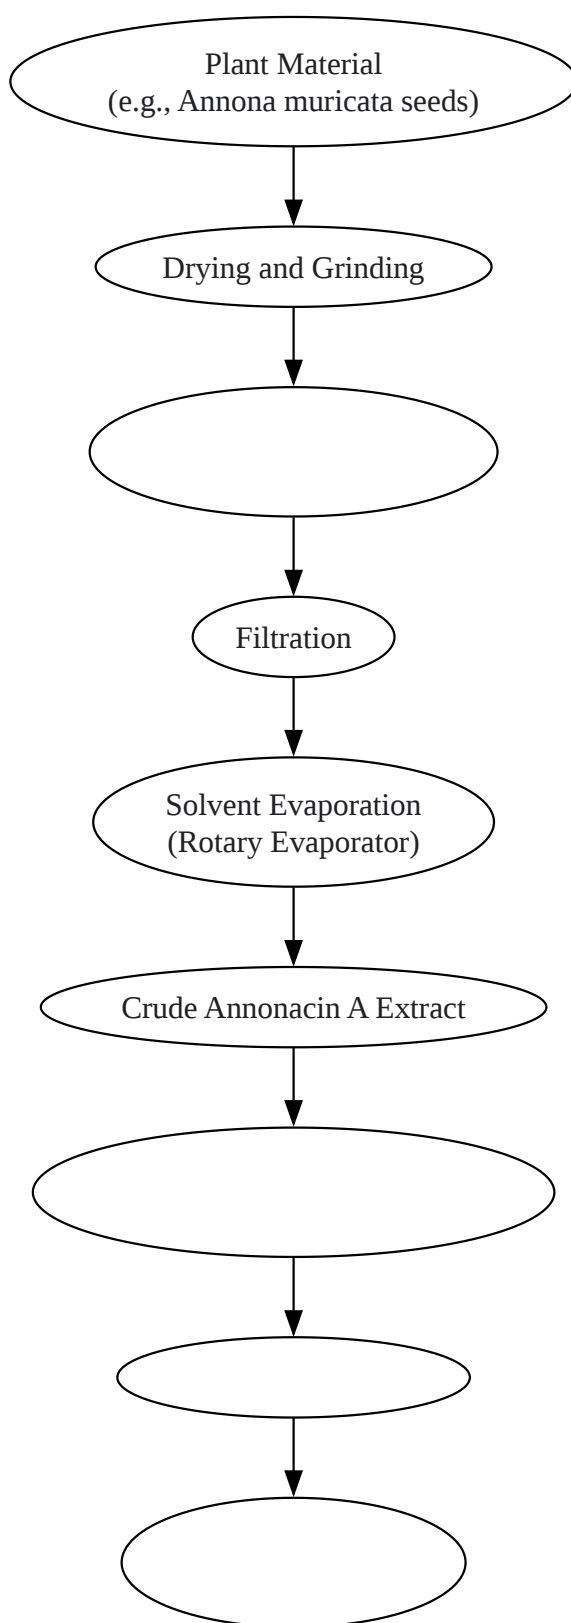 Plant Material
(e.g., Annona muricata seeds)
Drying and Grinding
Filtration
Solvent Evaporation
(Rotary Evaporator)
Crude Annonacin A Extract